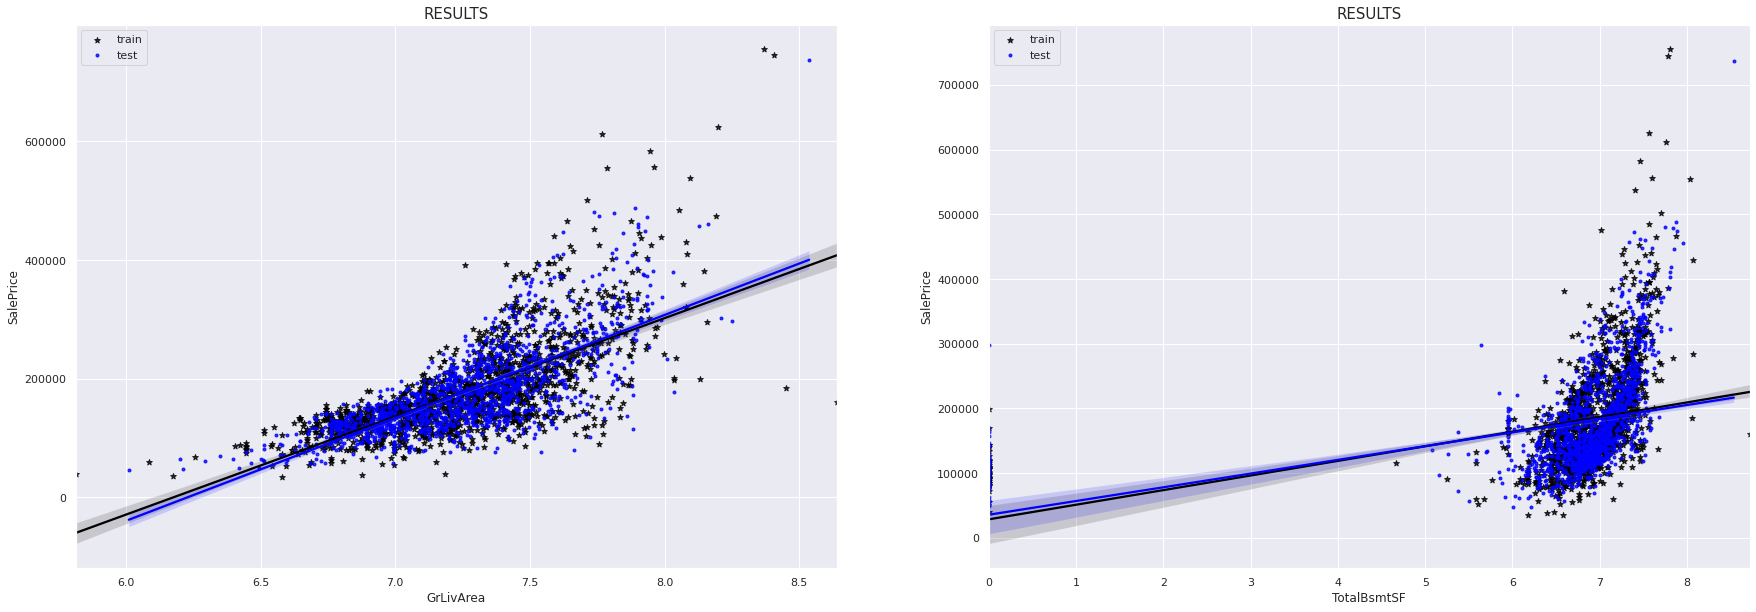 RESULTS
train
test
600000
400000
200000
0
SalePrice
6.0 6.5 7.0 7.5 8.0 8.5
GrLivArea
RESULTS
train
test
700000
600000
500000
400000
300000
200000
100000
0
SalePrice
0 1 2 3 4 5 6 7 8
TotalBsmtSF